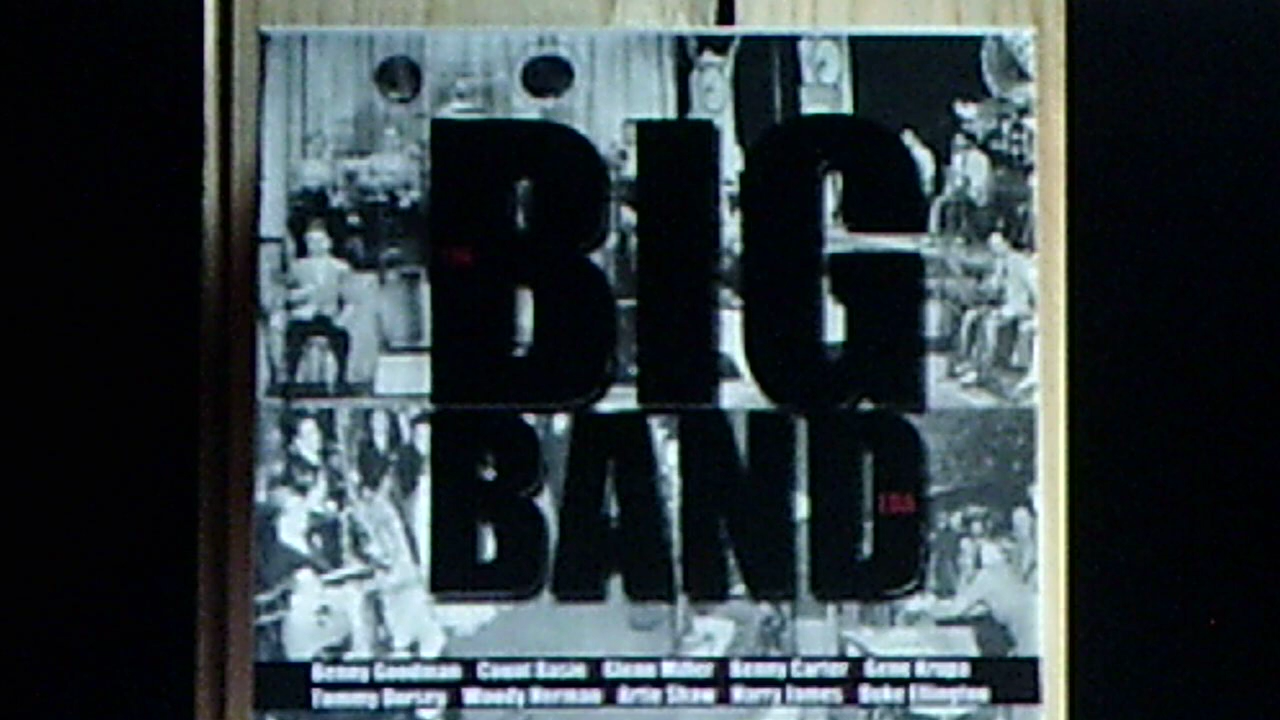 BIG
BAND
Benny Goodman Count Basie Glenn Miller Benny Carter Gene Krupa
Tommy Dorsey Woody Herman Artie Shaw Harry James Duke Ellington